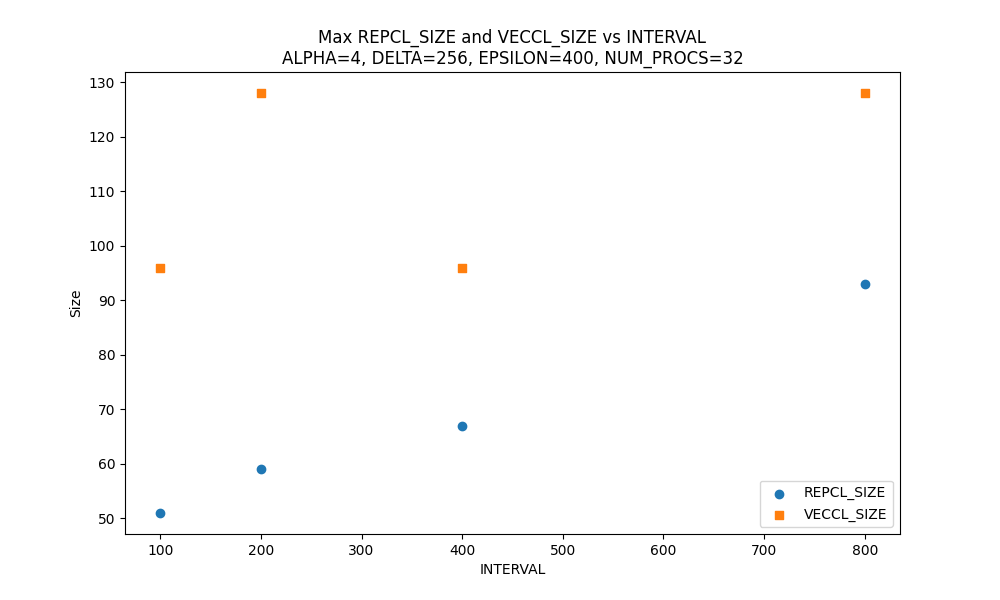 Max REPCL_SIZE and VECCL_SIZE vs INTERVAL
ALPHA=4, DELTA=256, EPSILON=400, NUM_PROCS=32
130
120
110
100
90
80
70
60
50
Size
REPCL_SIZE
VECCL_SIZE
100 200 300 400 500 600 700 800
INTERVAL